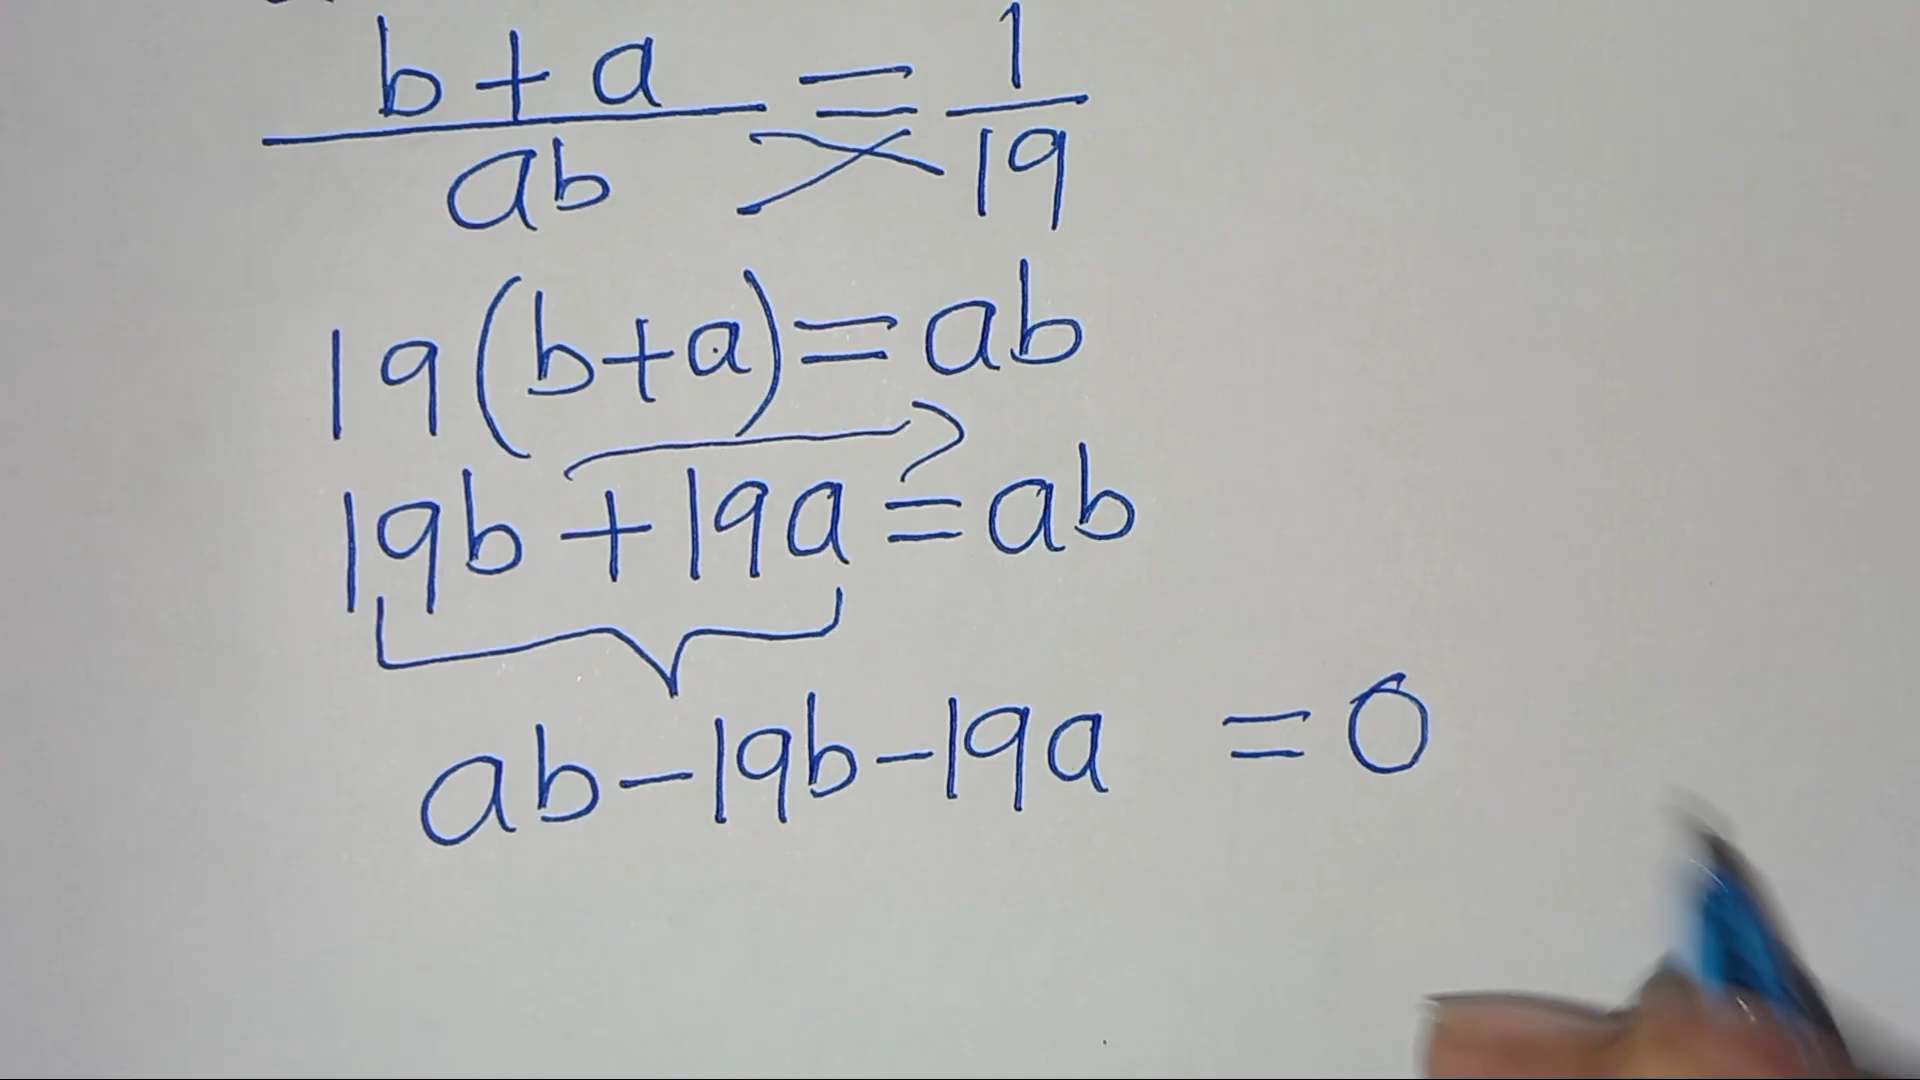 b + a = 1
ab 19
19 (b+a) = ab
19b + 19a = ab
ab - 19b - 19a = 0